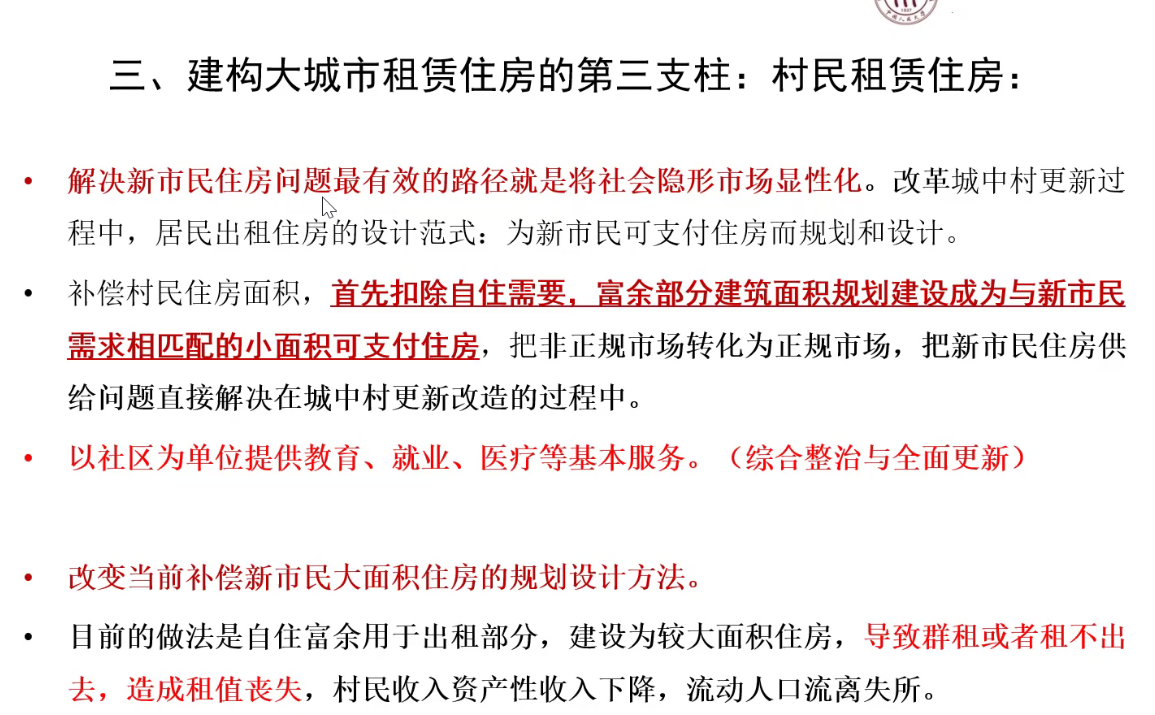 三、建构大城市租赁住房的第三支柱：村民租赁住房：
• 解决新市民住房问题最有效的路径就是将社会隐形市场显性化。改革城中村更新过
程中，居民出租住房的设计范式：为新市民可支付住房而规划和设计。
• 补偿村民住房面积，首先扣除自住需要，富余部分建筑面积规划建设成为与新市民
需求相匹配的小面积可支付住房，把非正规市场转化为正规市场，把新市民住房供
给问题直接解决在城中村更新改造的过程中。
• 以社区为单位提供教育、就业、医疗等基本服务。（综合整治与全面更新）
• 改变当前补偿新市民大面积住房的规划设计方法。
• 目前的做法是自住富余用于出租部分，建设为较大面积住房，导致群租或者租不出
去，造成租值丧失，村民收入资产性收入下降，流动人口流离失所。